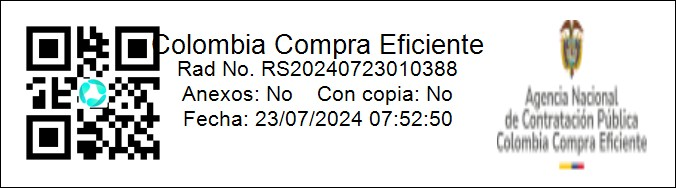 Colombia Compra Eficiente
Rad No. RS20240723010388
Anexos: No    Con copia: No
Fecha: 23/07/2024 07:52:50
Agencia Nacional
de Contratación Pública
Colombia Compra Eficiente